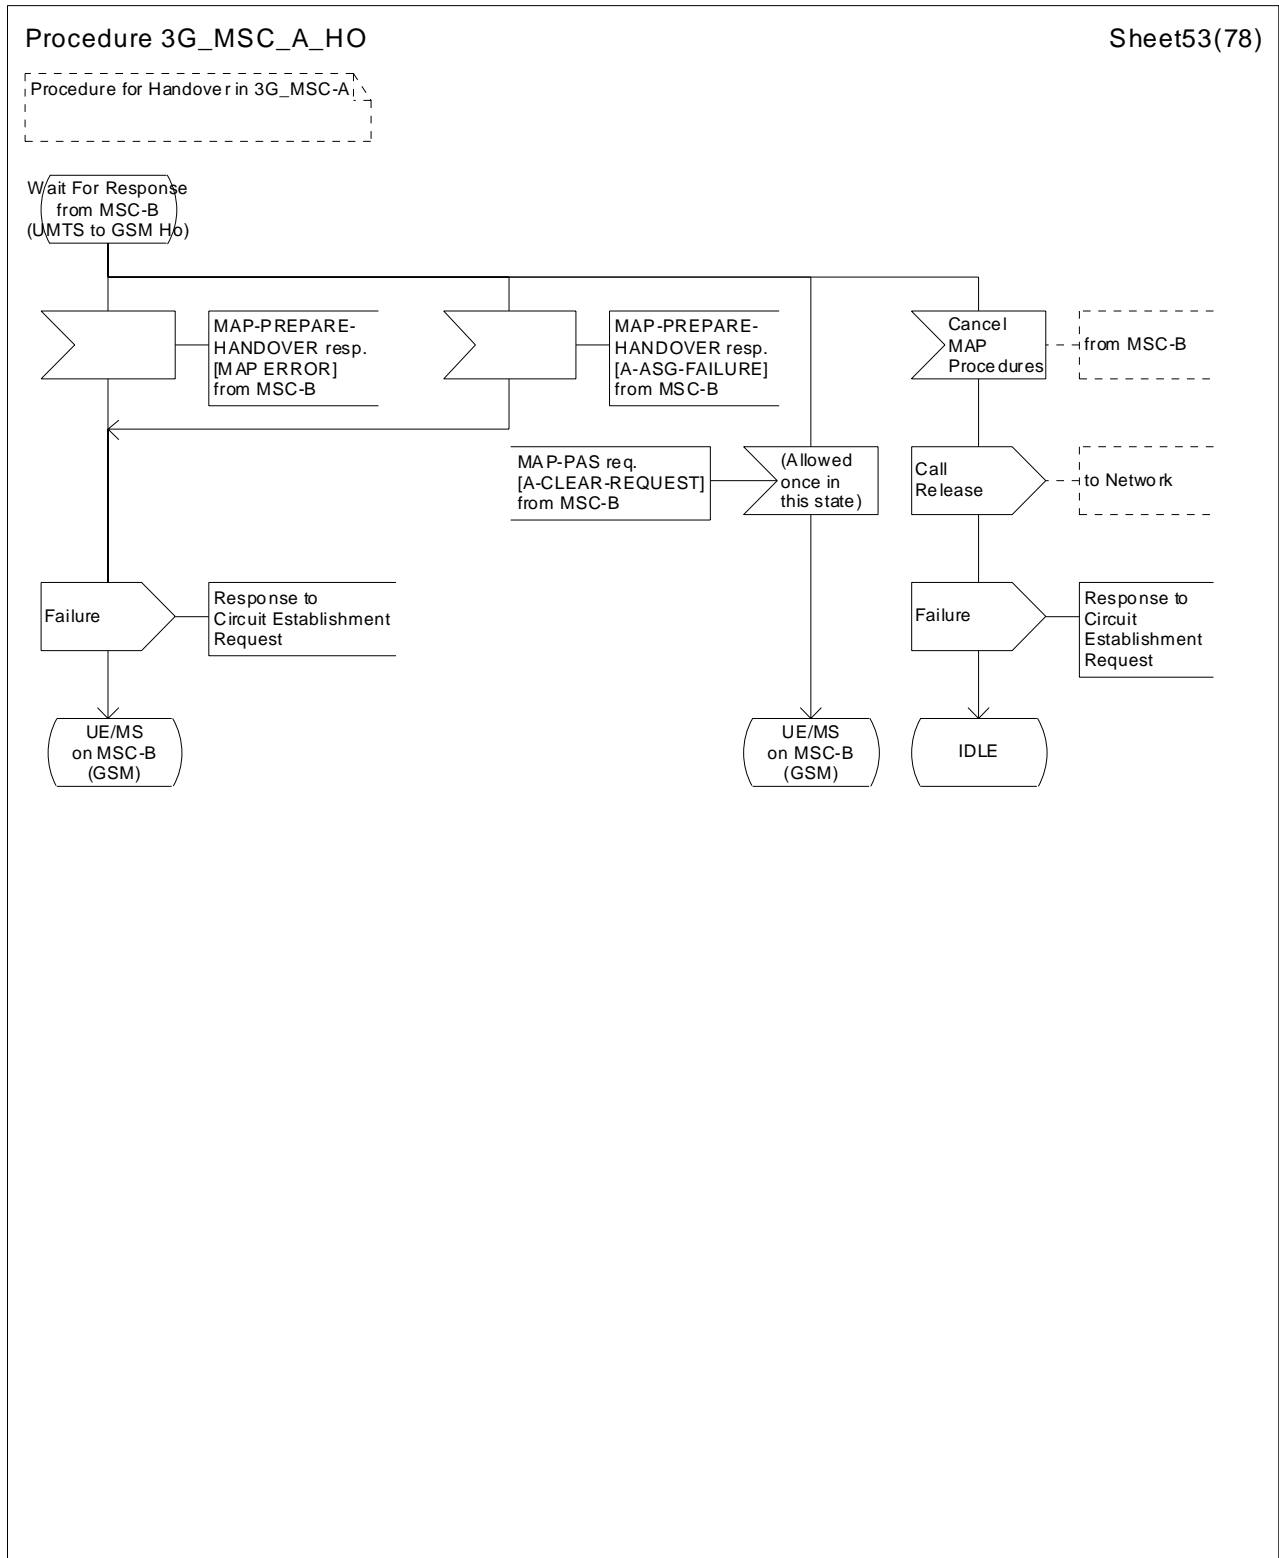 Procedure 3G_MSC_A_HO
Sheet53(78)
Procedure for Handover in 3G_MSC-A
Wait For Response
from MSC-B
(UMTS to GSM Ho)
MAP-PREPARE-
HANDOVER resp.
[MAP ERROR]
from MSC-B
MAP-PREPARE-
HANDOVER resp.
[A-ASG-FAILURE]
from MSC-B
Cancel
MAP
Procedures
from MSC-B
MAP-PAS req.
[A-CLEAR-REQUEST]
from MSC-B
(Allowed
once in
this state)
Call
Release
to Network
Failure
Response to
Circuit Establishment
Request
Failure
Response to
Circuit
Establishment
Request
UE/MS
on MSC-B
(GSM)
UE/MS
on MSC-B
(GSM)
IDLE